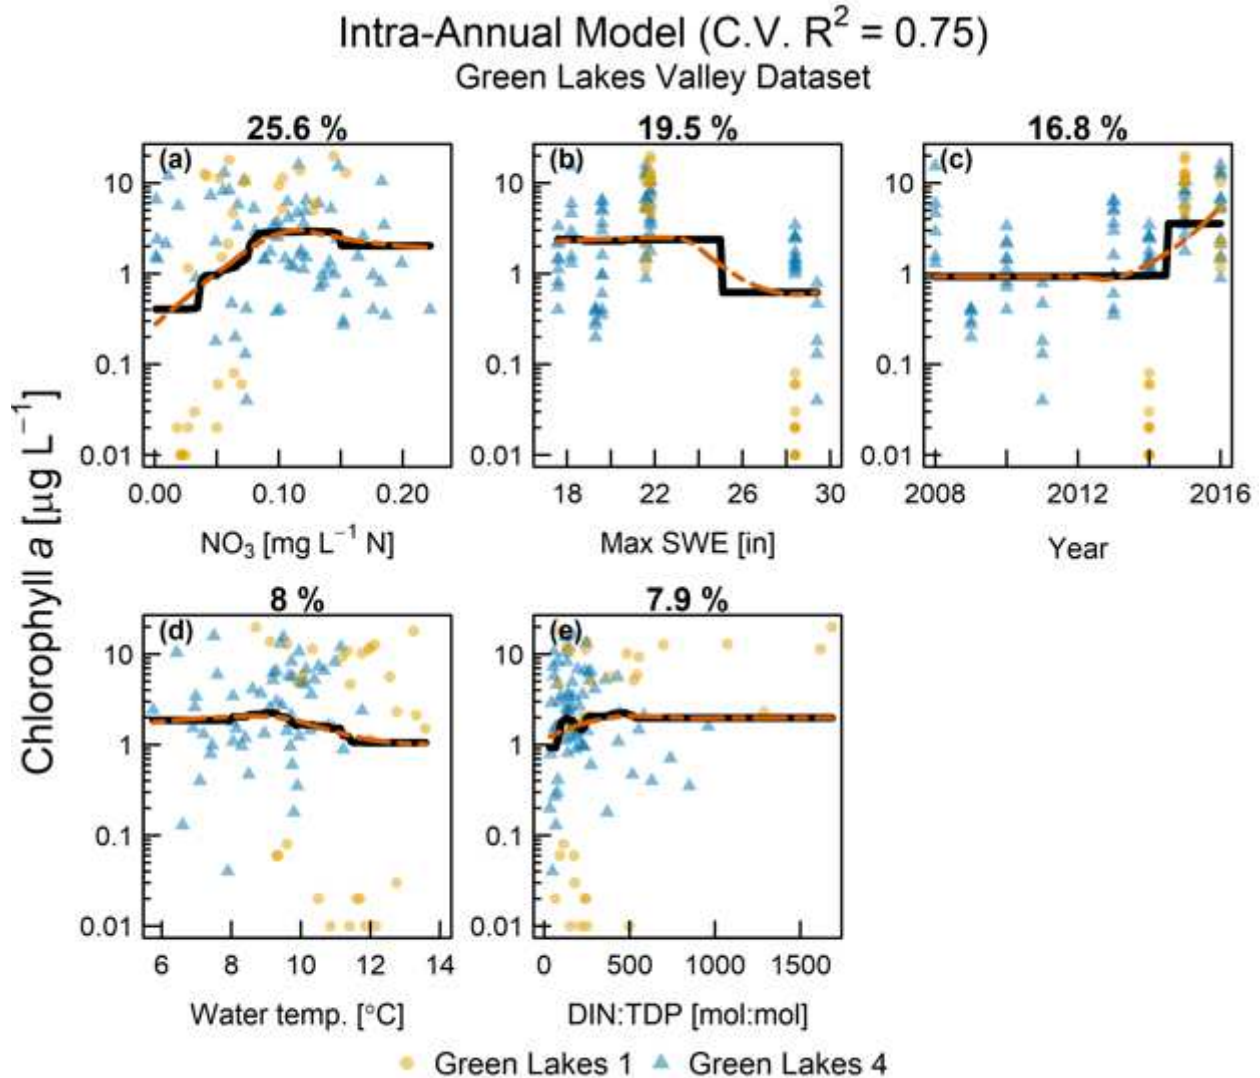 Intra-Annual Model (C.V. R² = 0.75)
Green Lakes Valley Dataset
25.6 %
19.5 %
16.8 %
(a)
(b)
(c)
10
1
0.1
0.01
0.00 0.10 0.20
18 22 26 30
2008 2012 2016
NO₃ [mg L⁻¹ N]
Max SWE [in]
Year
Chlorophyll a [µg L⁻¹]
8 %
7.9 %
(d)
(e)
10
1
0.1
0.01
10
1
0.1
0.01
10
1
0.1
0.01
10
1
0.1
0.01
6 8 10 12 14
0 500 1000 1500
Water temp. [°C]
DIN:TDP [mol:mol]
Green Lakes 1 Green Lakes 4